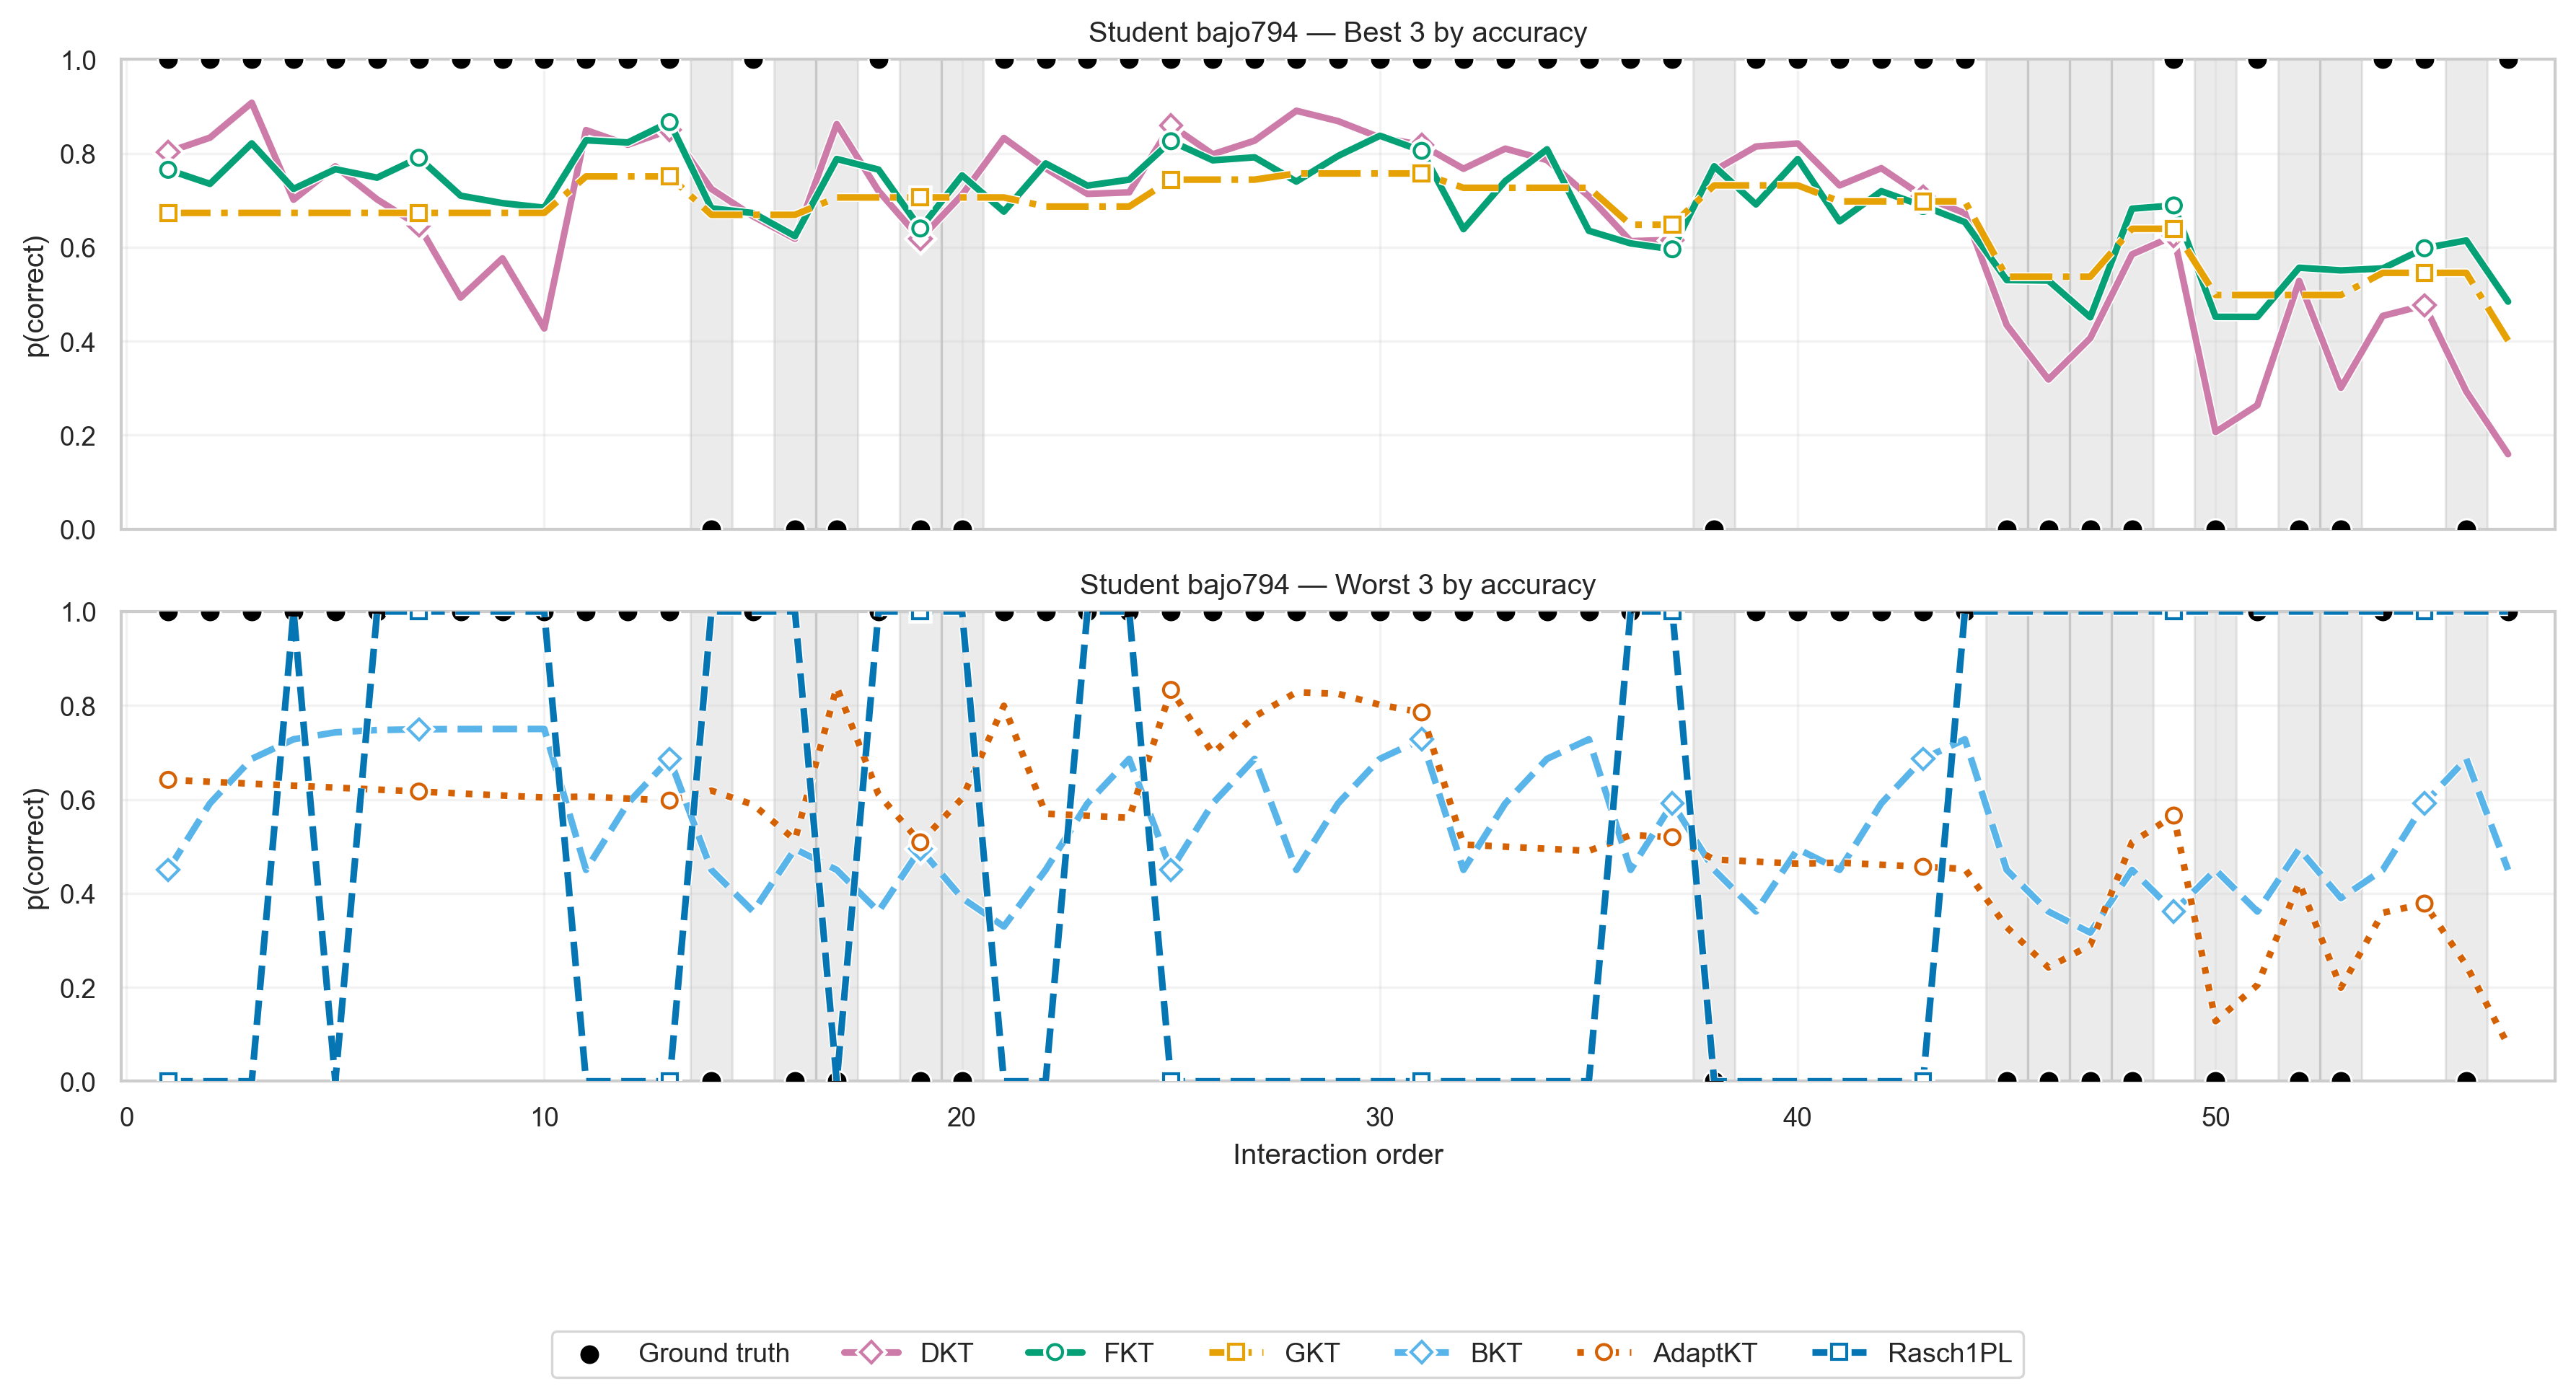 Student bajo794 — Best 3 by accuracy
1.0
0.8
0.6
0.4
0.2
0.0
p(correct)
Student bajo794 — Worst 3 by accuracy
1.0
0.8
0.6
0.4
0.2
0.0
p(correct)
0 10 20 30 40 50
Interaction order
Ground truth DKT FKT GKT BKT AdaptKT Rasch1PL